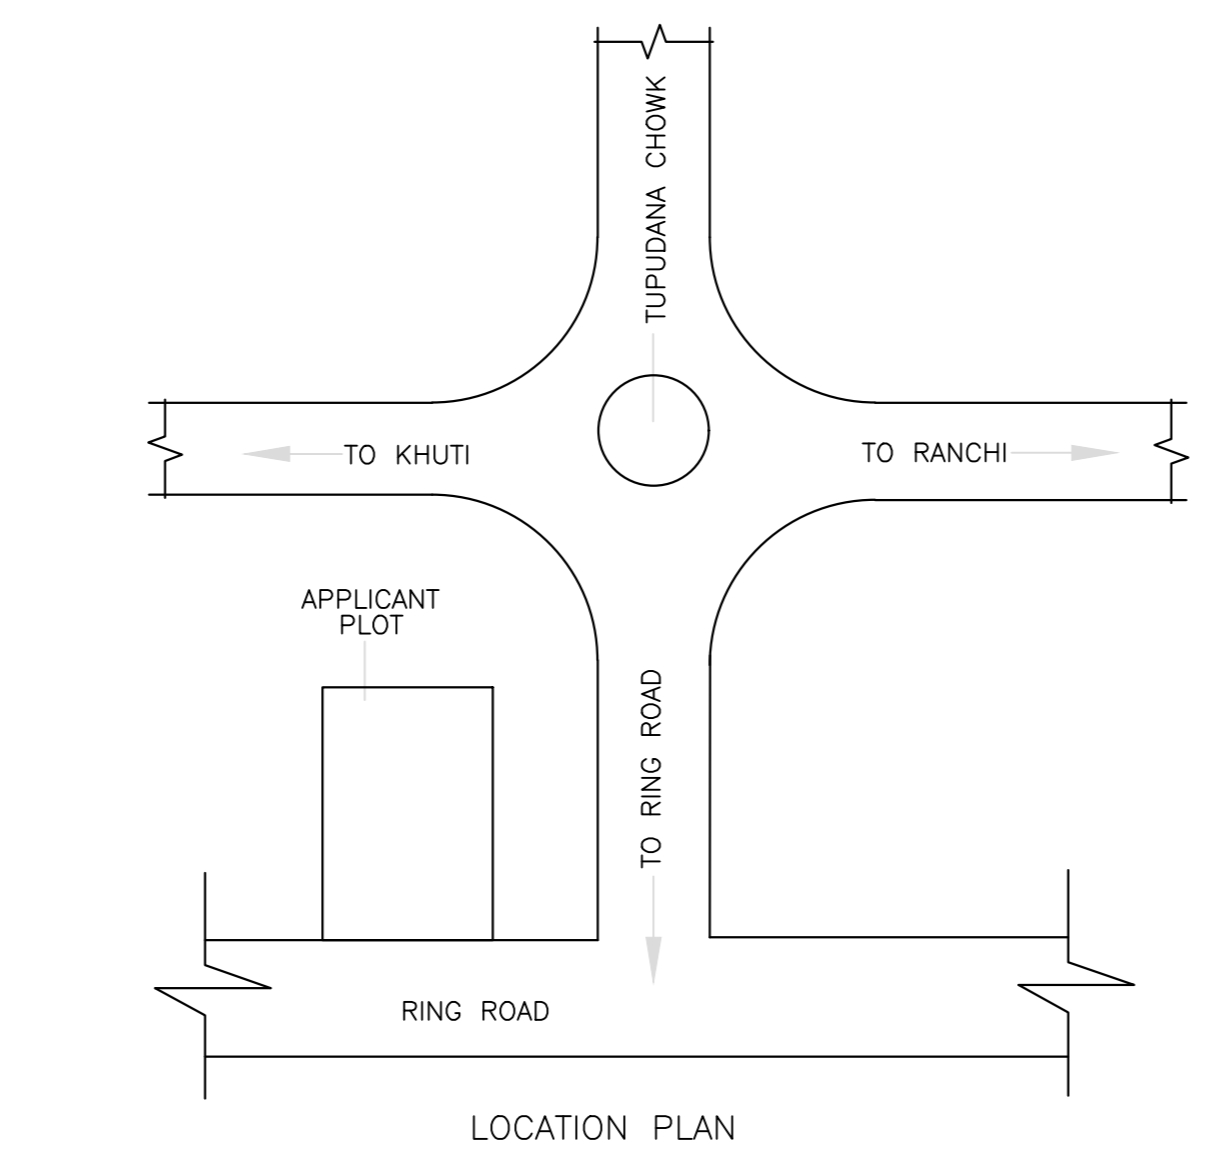 TUPUDANA CHOWK
TO KHUTI
TO RANCHI
APPLICANT
PLOT
TO RING ROAD
RING ROAD
LOCATION PLAN